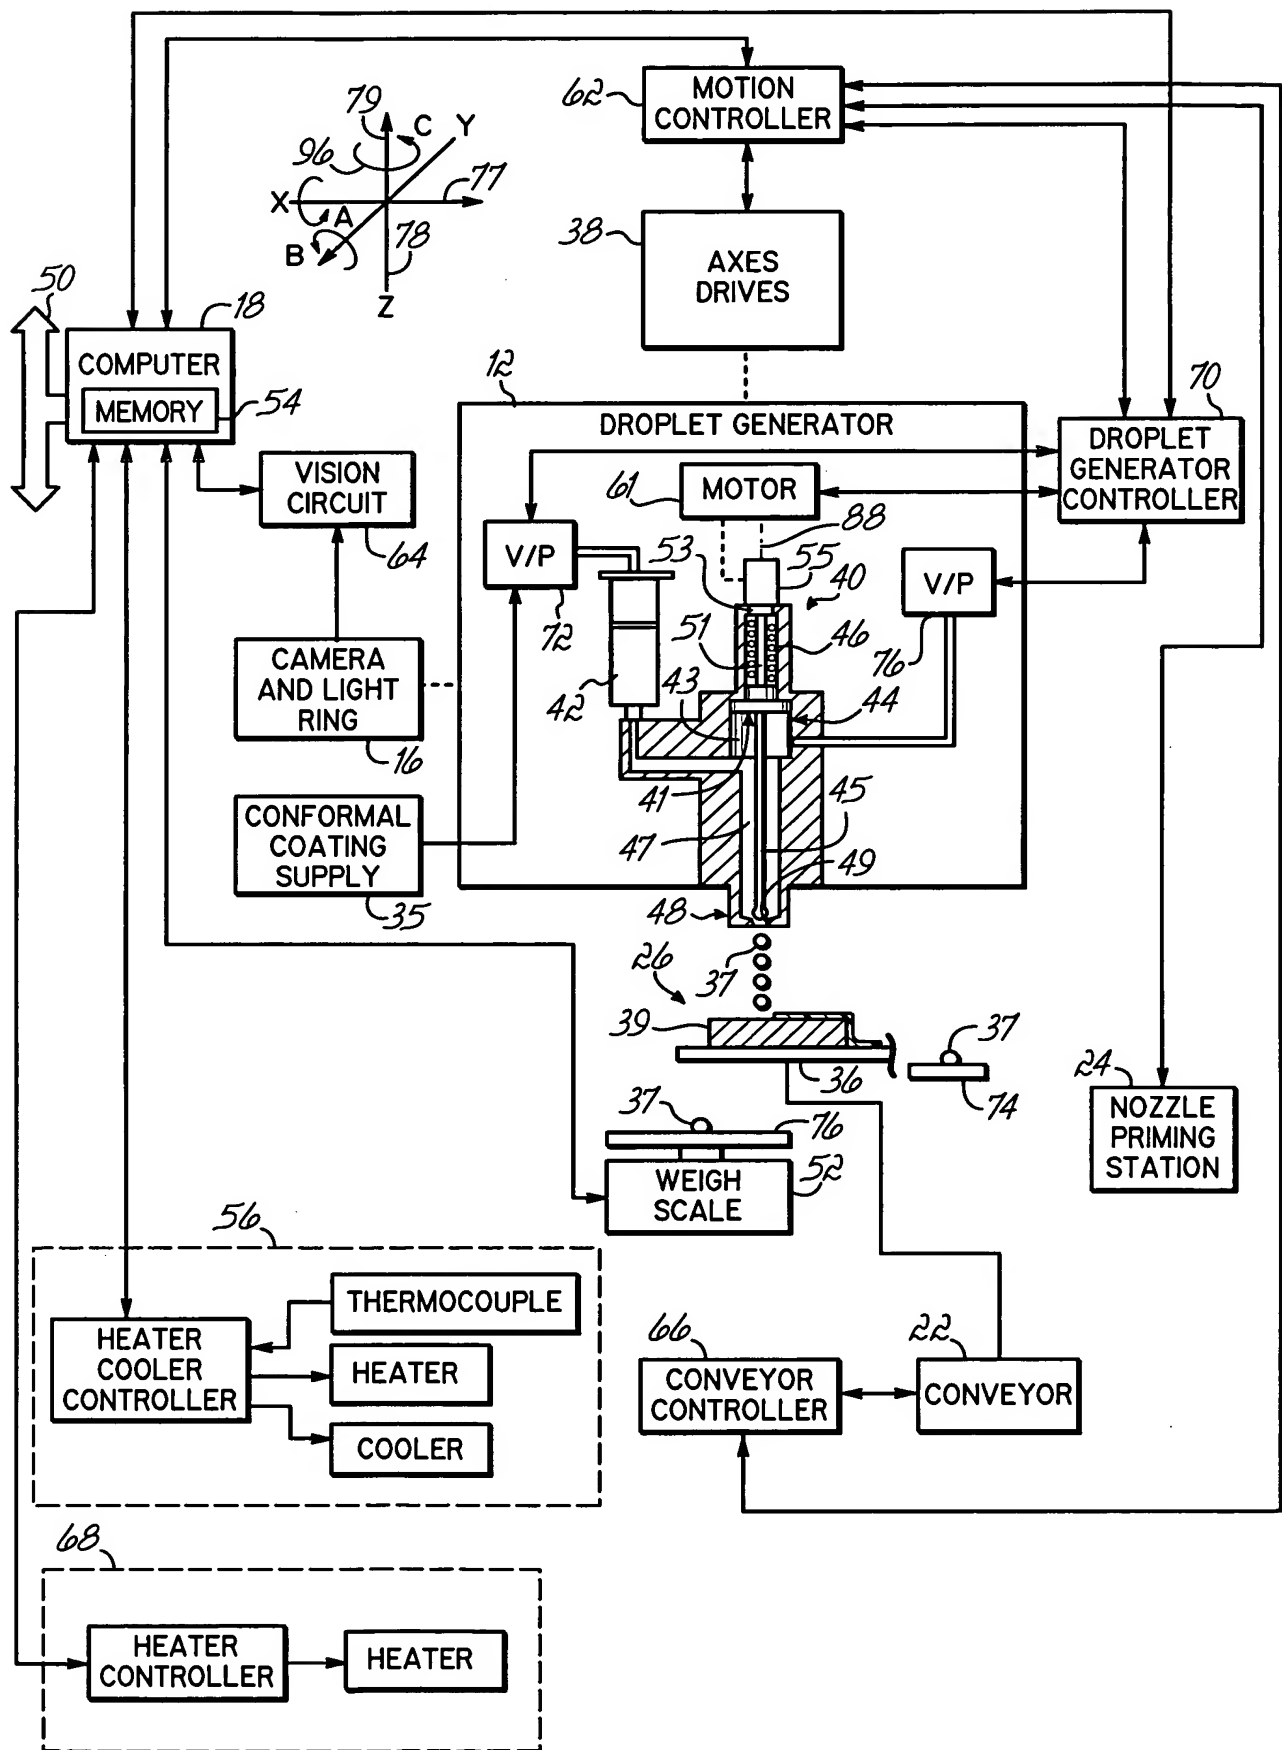 62
MOTION
CONTROLLER
79
C
Y
96
X
77
A
B
78
Z
38
AXES
DRIVES
50
18
COMPUTER
MEMORY
54
12
DROPLET GENERATOR
70
DROPLET
GENERATOR
CONTROLLER
VISION
CIRCUIT
64
61
MOTOR
88
V/P
72
53
55
40
V/P
76
51
46
42
43
44
CAMERA
AND LIGHT
RING
16
41
45
47
49
CONFORMAL
COATING
SUPPLY
35
48
37
26
39
36
37
74
24
NOZZLE
PRIMING
STATION
37
76
WEIGH
SCALE
52
56
THERMOCOUPLE
HEATER
COOLER
CONTROLLER
HEATER
COOLER
66
CONVEYOR
CONTROLLER
22
CONVEYOR
68
HEATER
CONTROLLER
HEATER